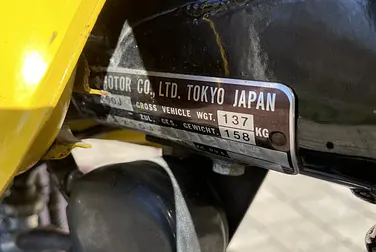 MOTOR CO., LTD. TOKYO JAPAN
GROSS VEHICLE WGT. 137
ZUL. GES. GEWICHT. 158 KG